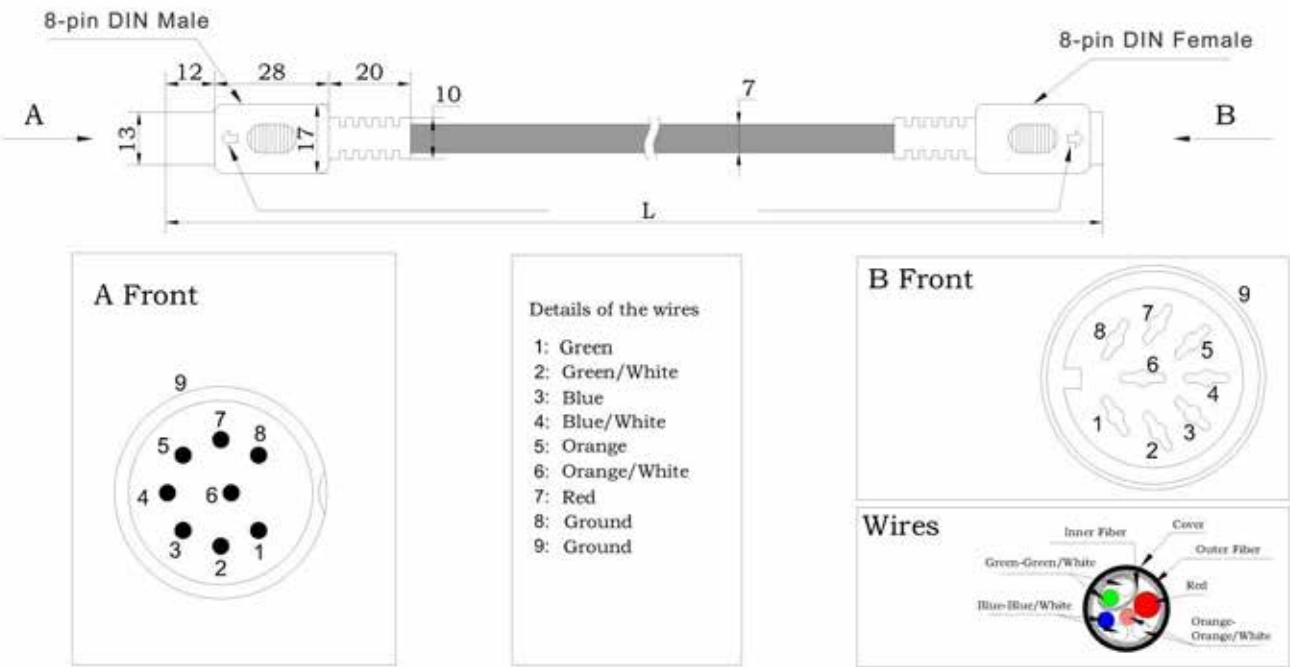 8-pin DIN Male
8-pin DIN Female
12
28
20
10
7
A
13
17
B
L
A Front
9
7
5
8
4
6
3
1
2
Details of the wires
1: Green
2: Green/White
3: Blue
4: Blue/White
5: Orange
6: Orange/White
7: Red
8: Ground
9: Ground
B Front
9
7
8
5
6
4
1
3
2
Wires
Cover
Inner Fiber
Outer Fiber
Green-Green/White
Red
Blue-Blue/White
Orange-
Orange/White